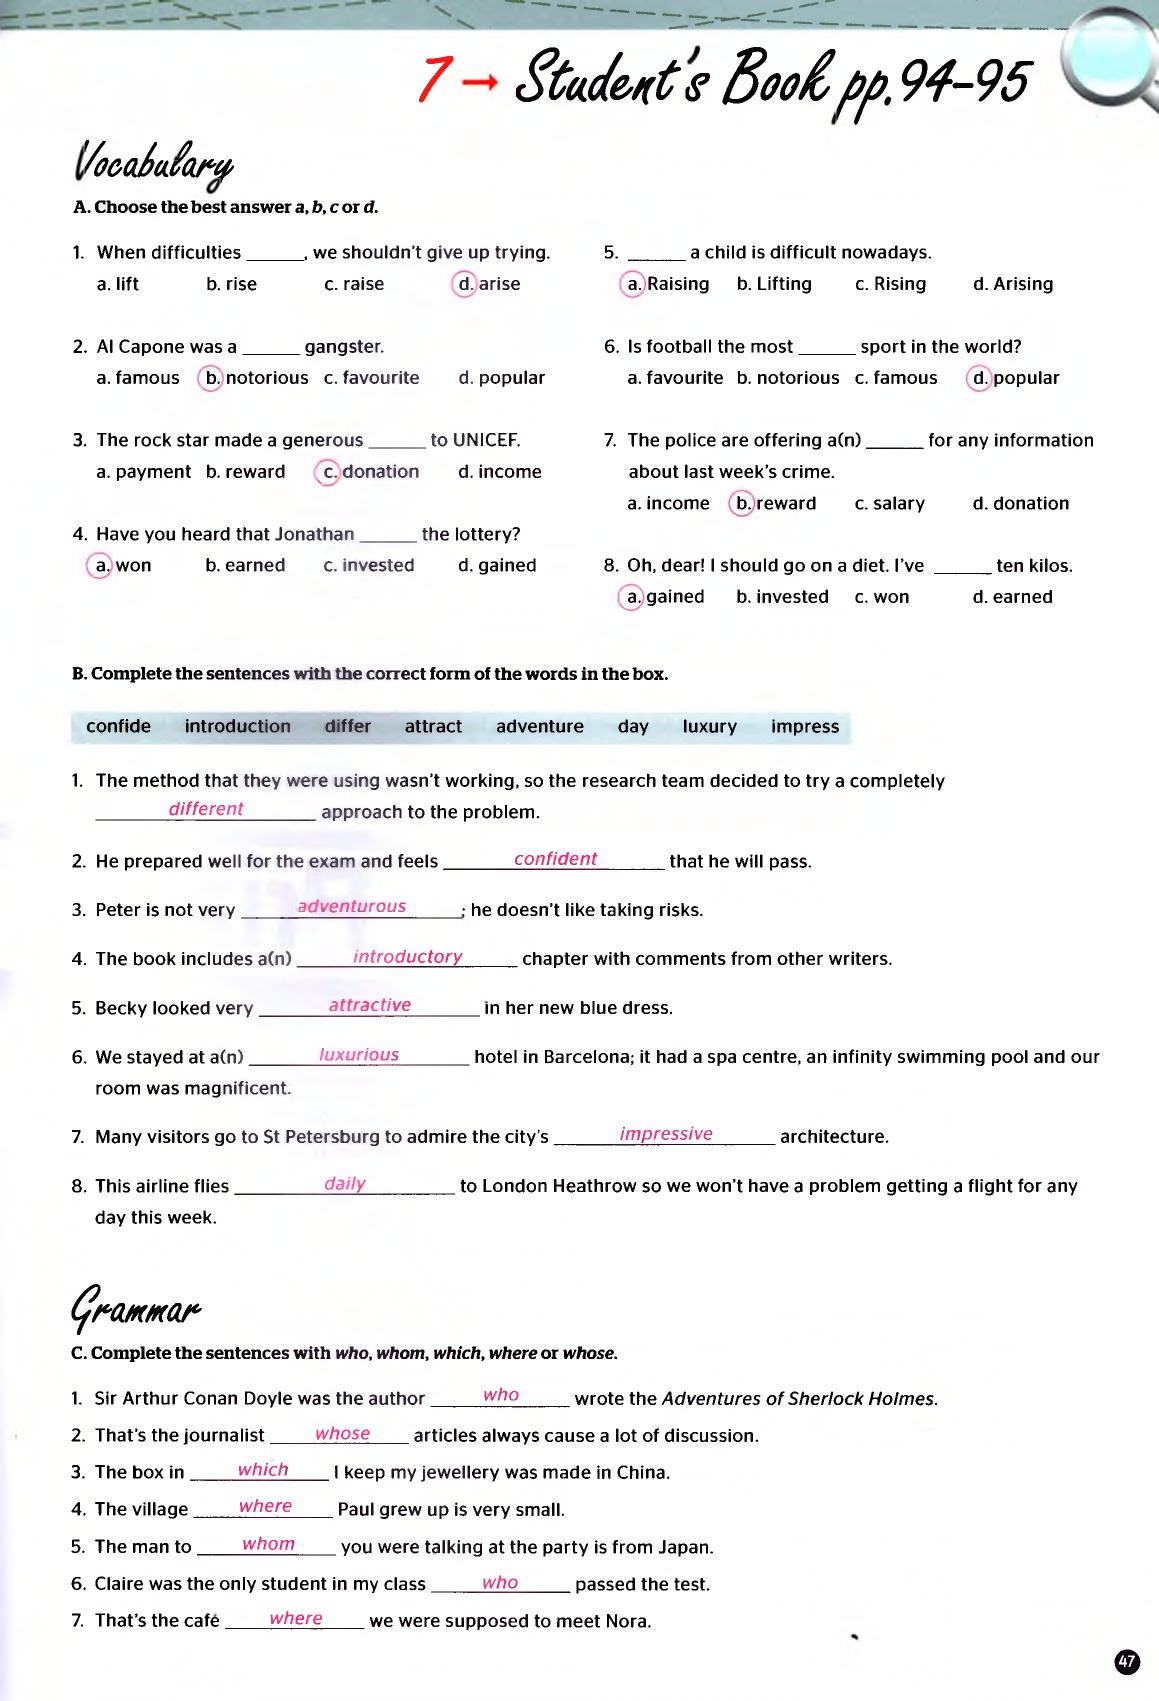 7 → Student's Book pp. 94-95
Vocabulary
A. Choose the best answer a, b, c or d.
1. When difficulties ______, we shouldn't give up trying.
a. lift b. rise c. raise d. arise
2. Al Capone was a ______ gangster.
a. famous b. notorious c. favourite d. popular
3. The rock star made a generous ______ to UNICEF.
a. payment b. reward c. donation d. income
4. Have you heard that Jonathan ______ the lottery?
a. won b. earned c. invested d. gained
5. ______ a child is difficult nowadays.
a. Raising b. Lifting c. Rising d. Arising
6. Is football the most ______ sport in the world?
a. favourite b. notorious c. famous d. popular
7. The police are offering a(n) ______ for any information
about last week's crime.
a. income b. reward c. salary d. donation
8. Oh, dear! I should go on a diet. I've ______ ten kilos.
a. gained b. invested c. won d. earned
B. Complete the sentences with the correct form of the words in the box.
confide introduction differ attract adventure day luxury impress
1. The method that they were using wasn't working, so the research team decided to try a completely
different approach to the problem.
2. He prepared well for the exam and feels confident that he will pass.
3. Peter is not very adventurous ; he doesn't like taking risks.
4. The book includes a(n) introductory chapter with comments from other writers.
5. Becky looked very attractive in her new blue dress.
6. We stayed at a(n) luxurious hotel in Barcelona; it had a spa centre, an infinity swimming pool and our
room was magnificent.
7. Many visitors go to St Petersburg to admire the city's impressive architecture.
8. This airline flies daily to London Heathrow so we won't have a problem getting a flight for any
day this week.
Grammar
C. Complete the sentences with who, whom, which, where or whose.
1. Sir Arthur Conan Doyle was the author who wrote the Adventures of Sherlock Holmes.
2. That's the journalist whose articles always cause a lot of discussion.
3. The box in which I keep my jewellery was made in China.
4. The village where Paul grew up is very small.
5. The man to whom you were talking at the party is from Japan.
6. Claire was the only student in my class who passed the test.
7. That's the café where we were supposed to meet Nora.
47